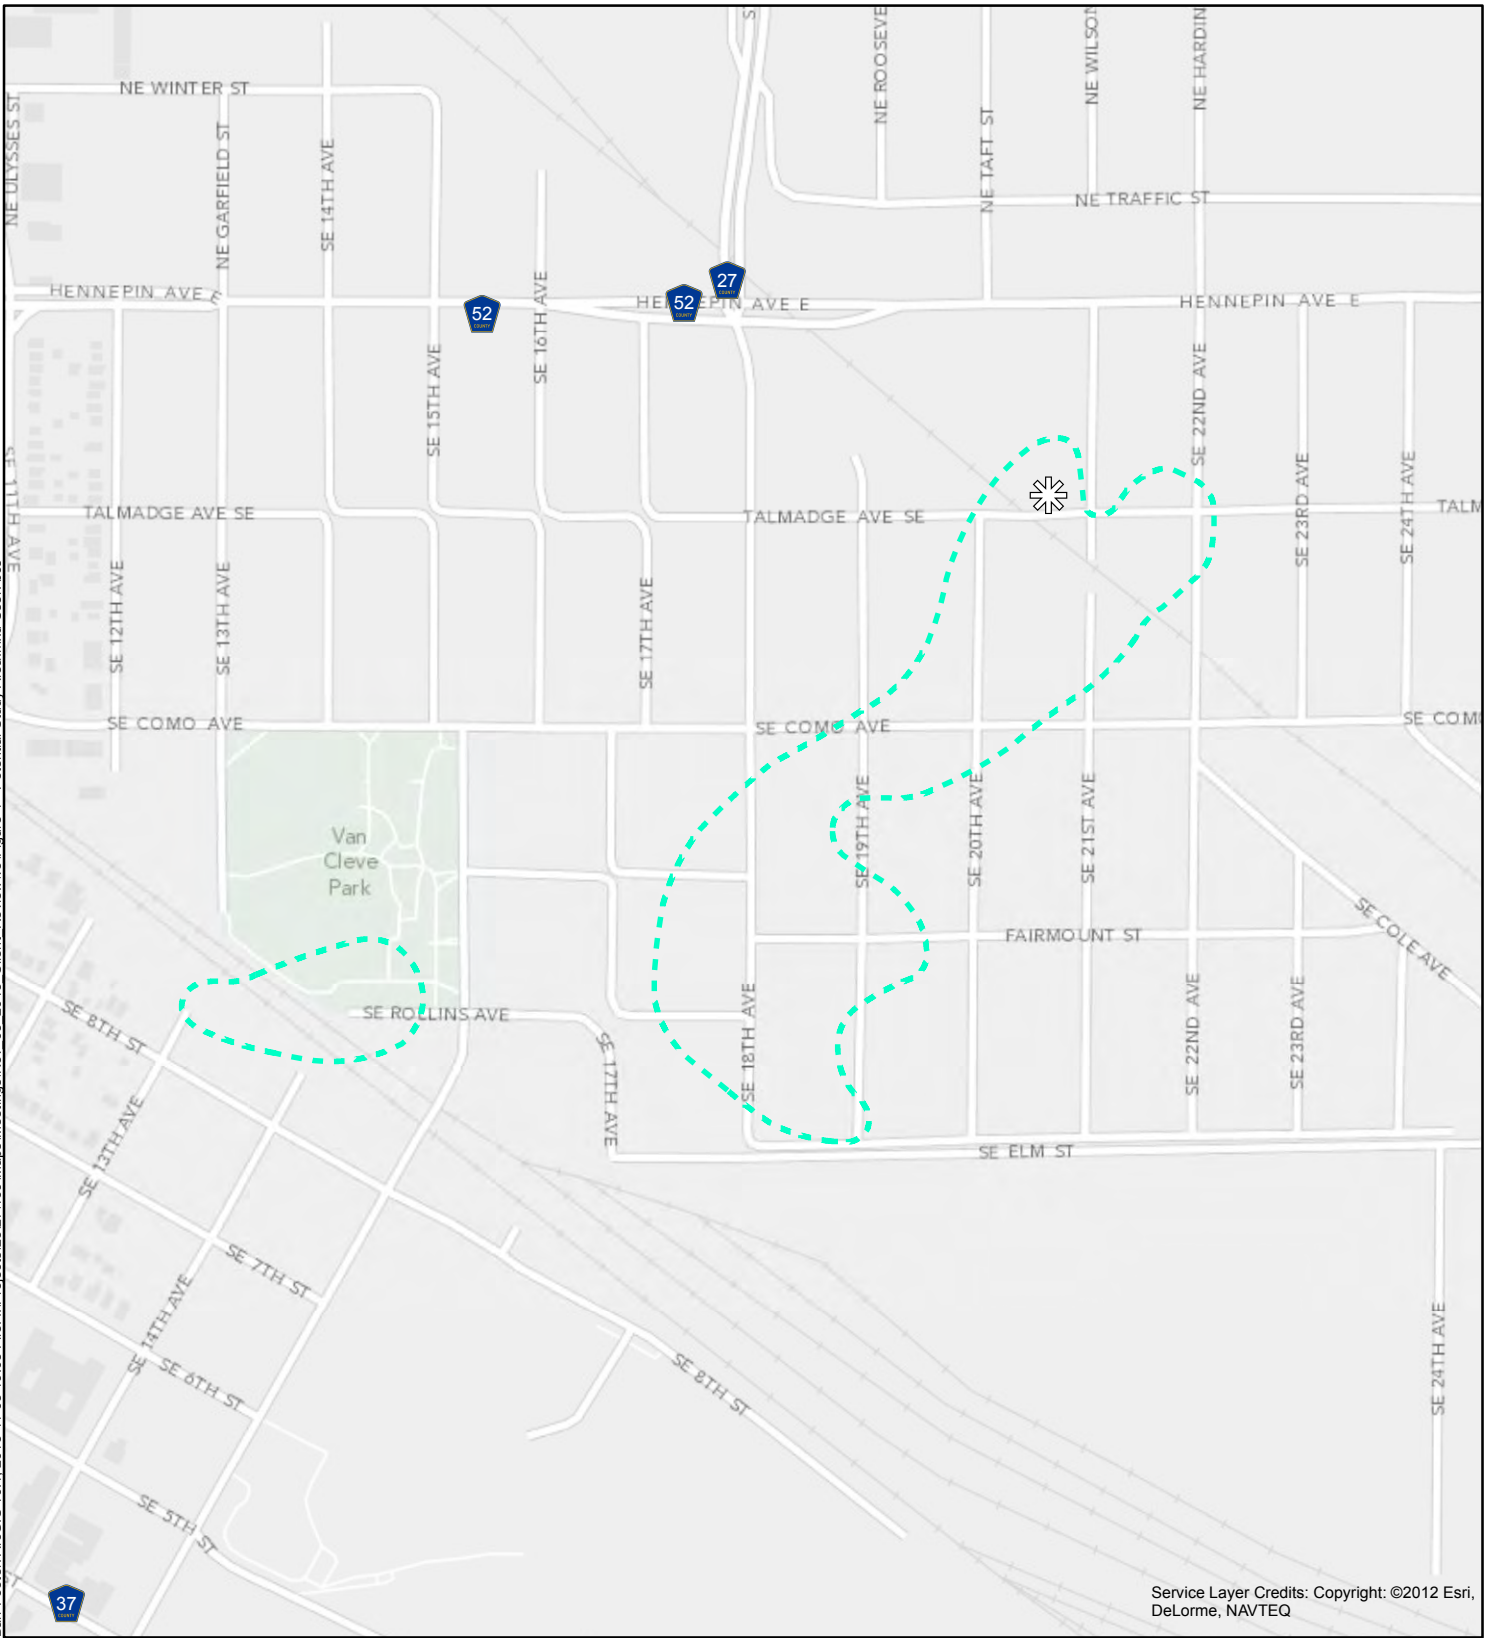 NE WINTER ST
NE ULYSSES ST
NE GARFIELD ST
SE 14TH AVE
NE ROOSEVE
NE TAFT ST
NE WILSON
NE HARDIN
NE TRAFFIC ST
HENNEPIN AVE E
52
COUNTY
SE 16TH AVE
52
COUNTY
27
COUNTY
HENNEPIN AVE E
HENNEPIN AVE E
SE 15TH AVE
SE 22ND AVE
SE 11TH AVE
TALMADGE AVE SE
TALMADGE AVE SE
SE 23RD AVE
SE 24TH AVE
TALM
SE 12TH AVE
SE 13TH AVE
SE 17TH AVE
SE COMO AVE
SE COMO AVE
SE COM
Van
Cleve
Park
SE 19TH AVE
SE 20TH AVE
SE 21ST AVE
FAIRMOUNT ST
SE COLE AVE
SE 8TH ST
SE ROLLINS AVE
SE 17TH AVE
SE 18TH AVE
SE 22ND AVE
SE 23RD AVE
SE ELM ST
SE 13TH AVE
SE 7TH ST
SE 14TH AVE
SE 6TH ST
SE 8TH ST
SE 24TH AVE
SE 5TH ST
37
COUNTY
Service Layer Credits: Copyright: ©2012 Esri,
DeLorme, NAVTEQ